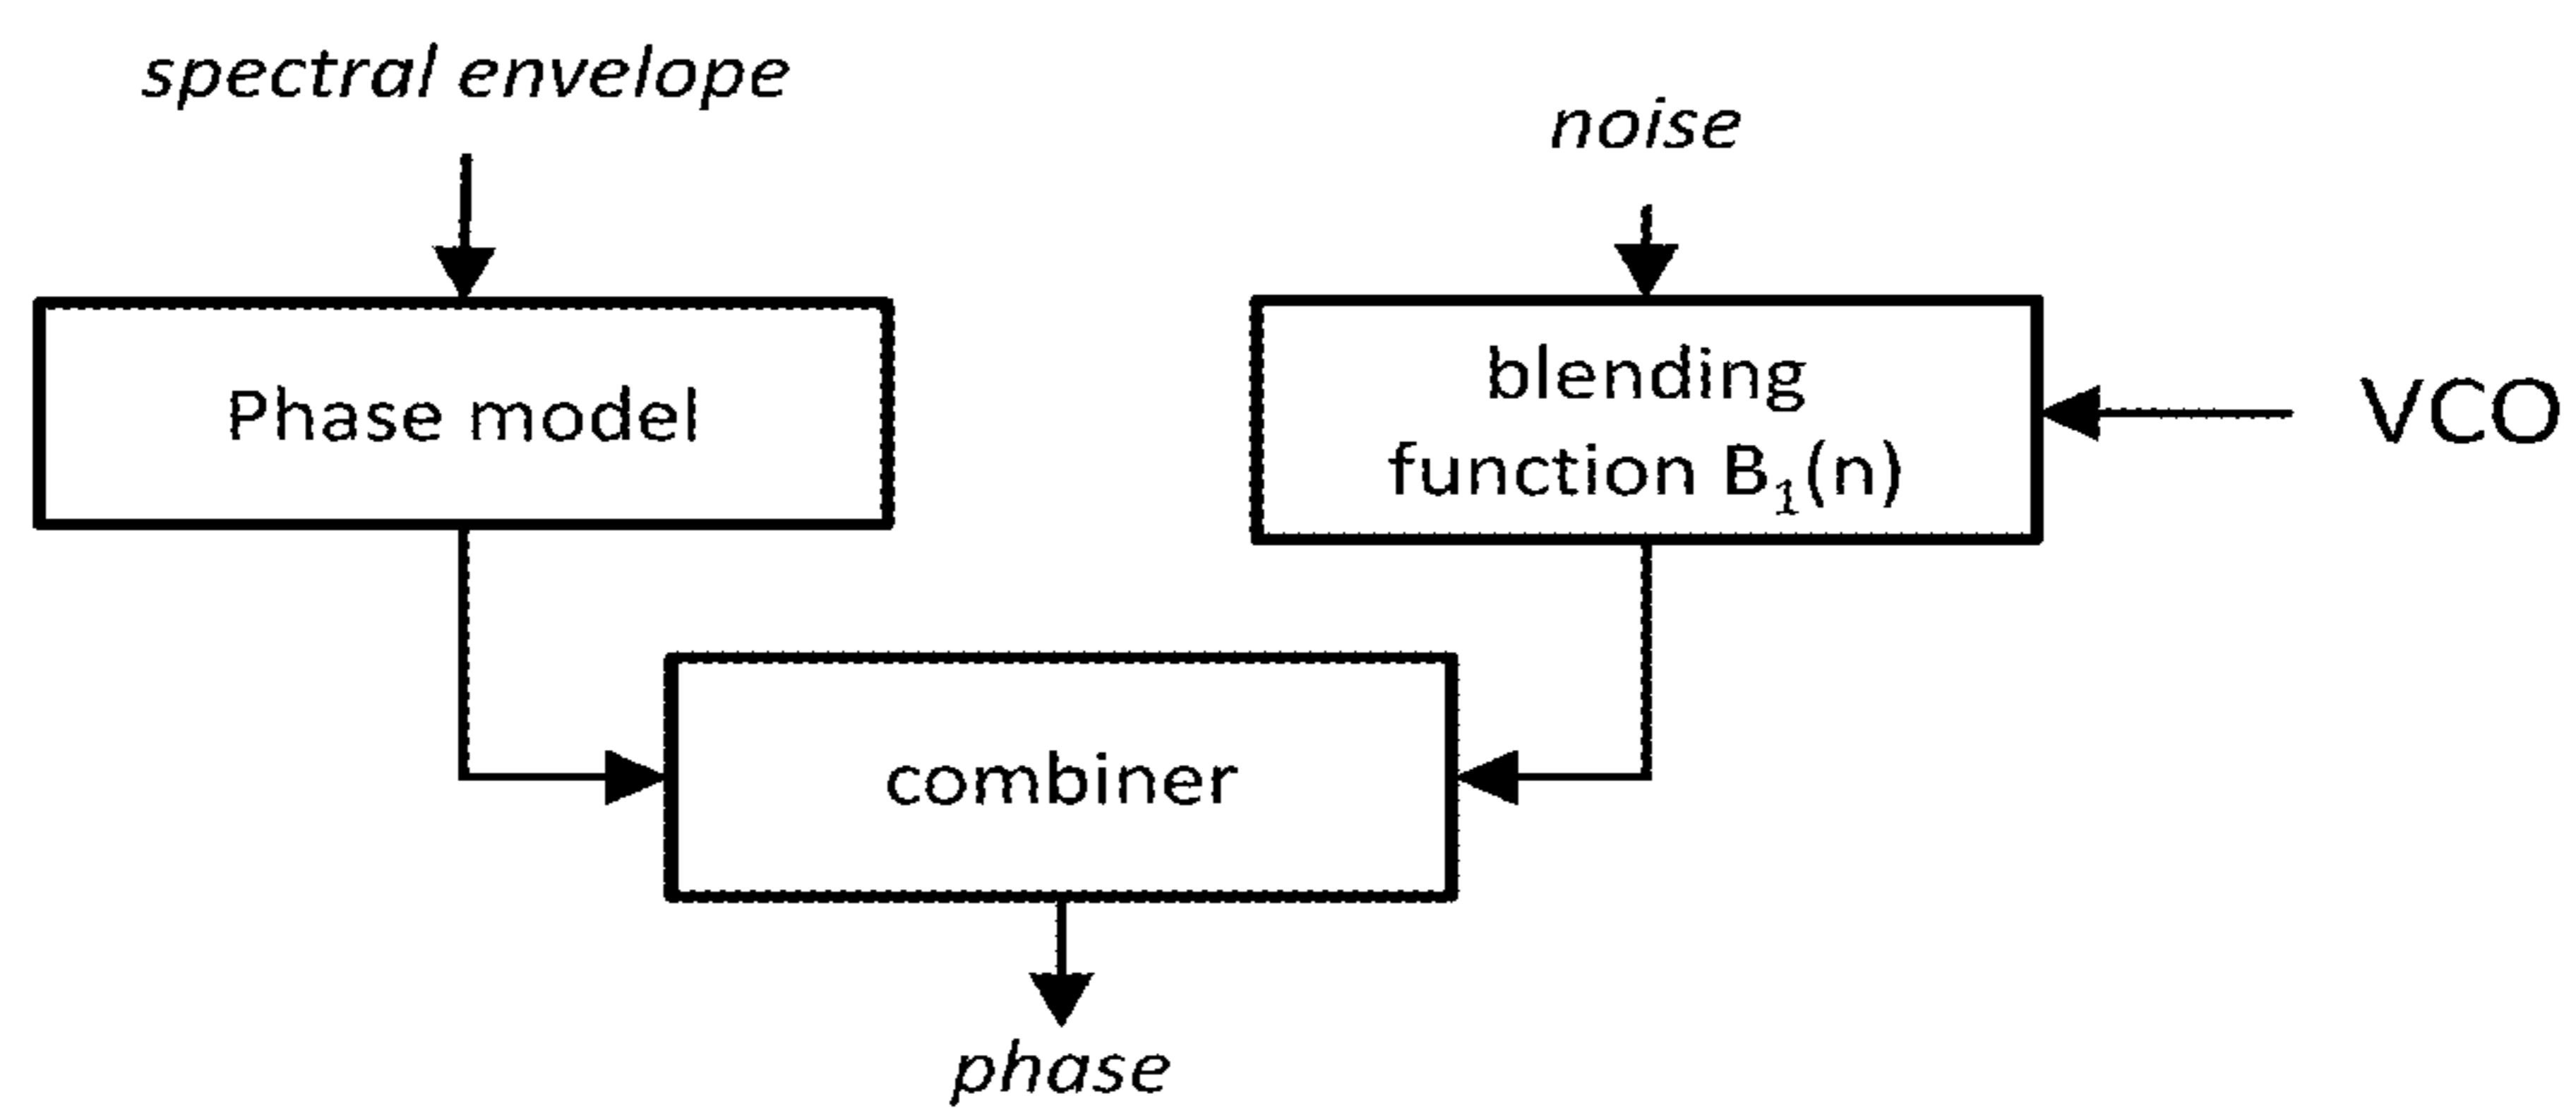 spectral envelope
noise
Phase model
blending
function B₁(n)
VCO
combiner
phase